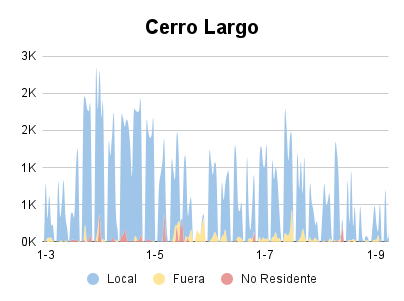 Cerro Largo
3K
2K
2K
1K
1K
0K
1-3 1-5 1-7 1-9
Local Fuera No Residente